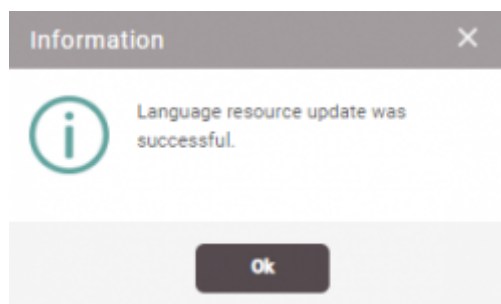 Information
Language resource update was
successful.
Ok